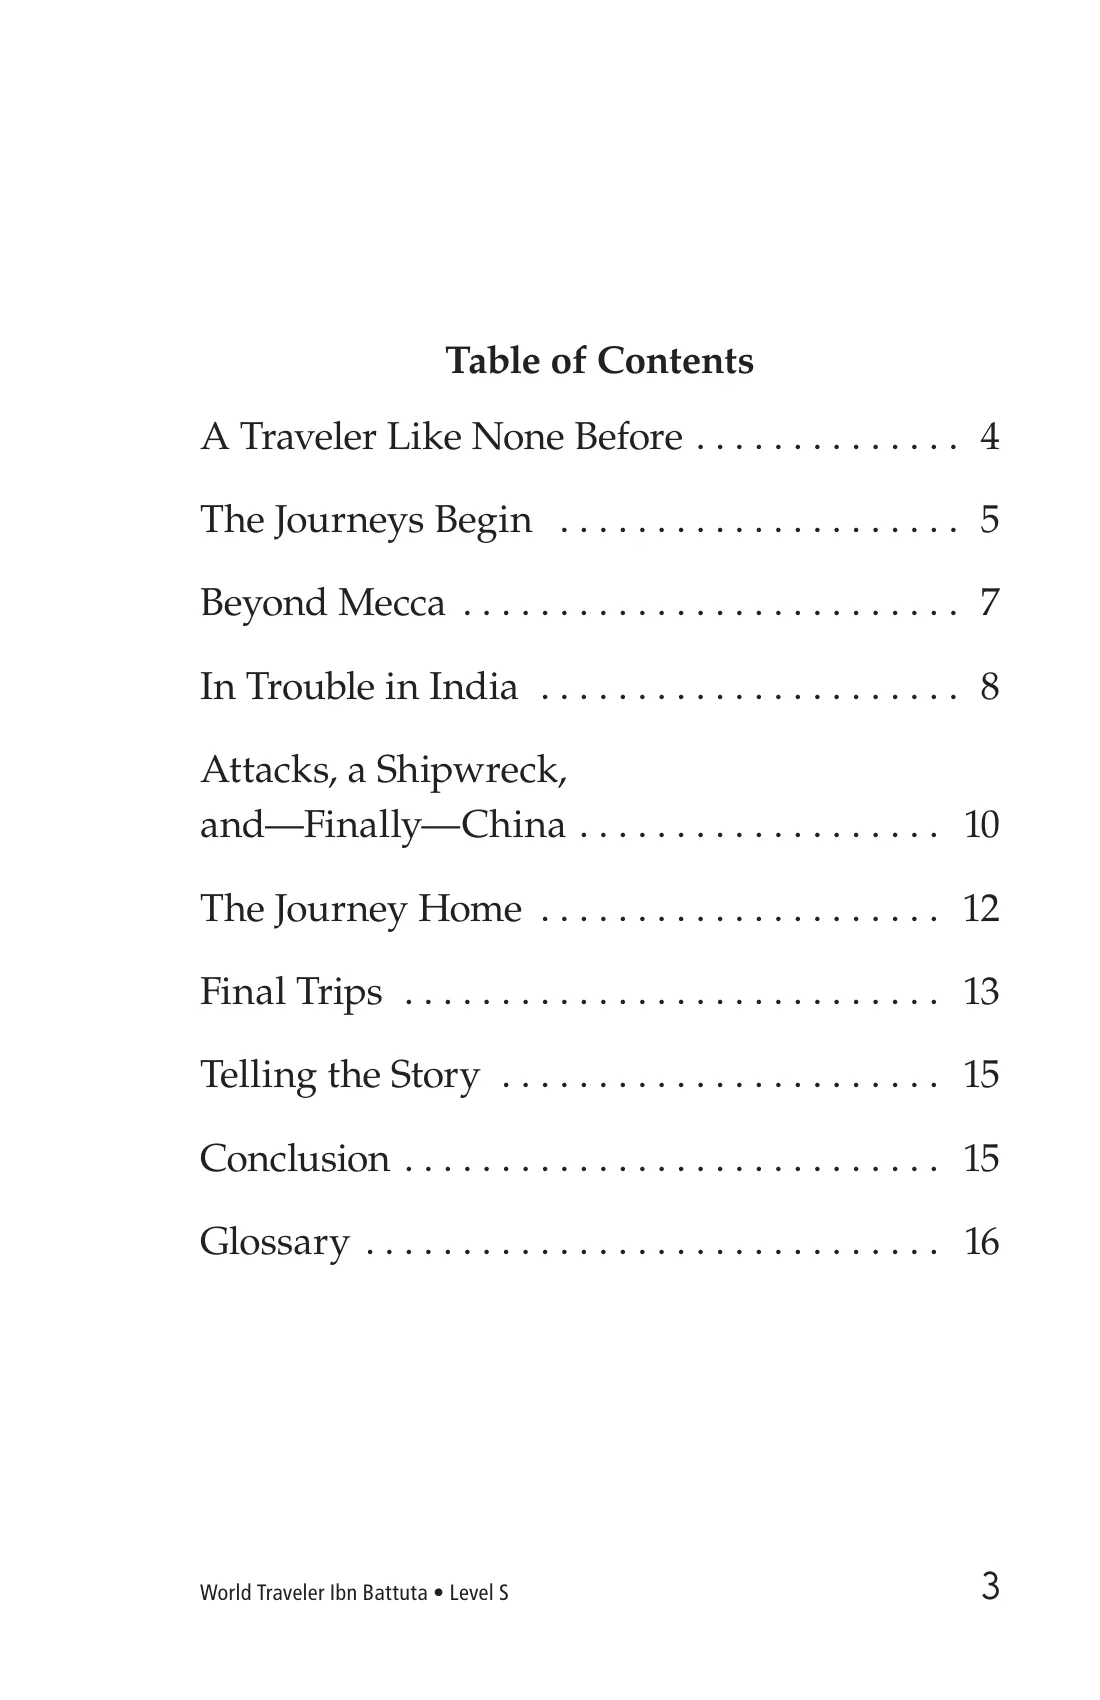 Table of Contents
A Traveler Like None Before . . . . . . . . . . . . . . 4
The Journeys Begin . . . . . . . . . . . . . . . . . . . . . 5
Beyond Mecca . . . . . . . . . . . . . . . . . . . . . . . . . . 7
In Trouble in India . . . . . . . . . . . . . . . . . . . . . . 8
Attacks, a Shipwreck,
and—Finally—China . . . . . . . . . . . . . . . . . . . 10
The Journey Home . . . . . . . . . . . . . . . . . . . . . 12
Final Trips . . . . . . . . . . . . . . . . . . . . . . . . . . . . 13
Telling the Story . . . . . . . . . . . . . . . . . . . . . . . 15
Conclusion . . . . . . . . . . . . . . . . . . . . . . . . . . . . 15
Glossary . . . . . . . . . . . . . . . . . . . . . . . . . . . . . . 16
World Traveler Ibn Battuta • Level S 3